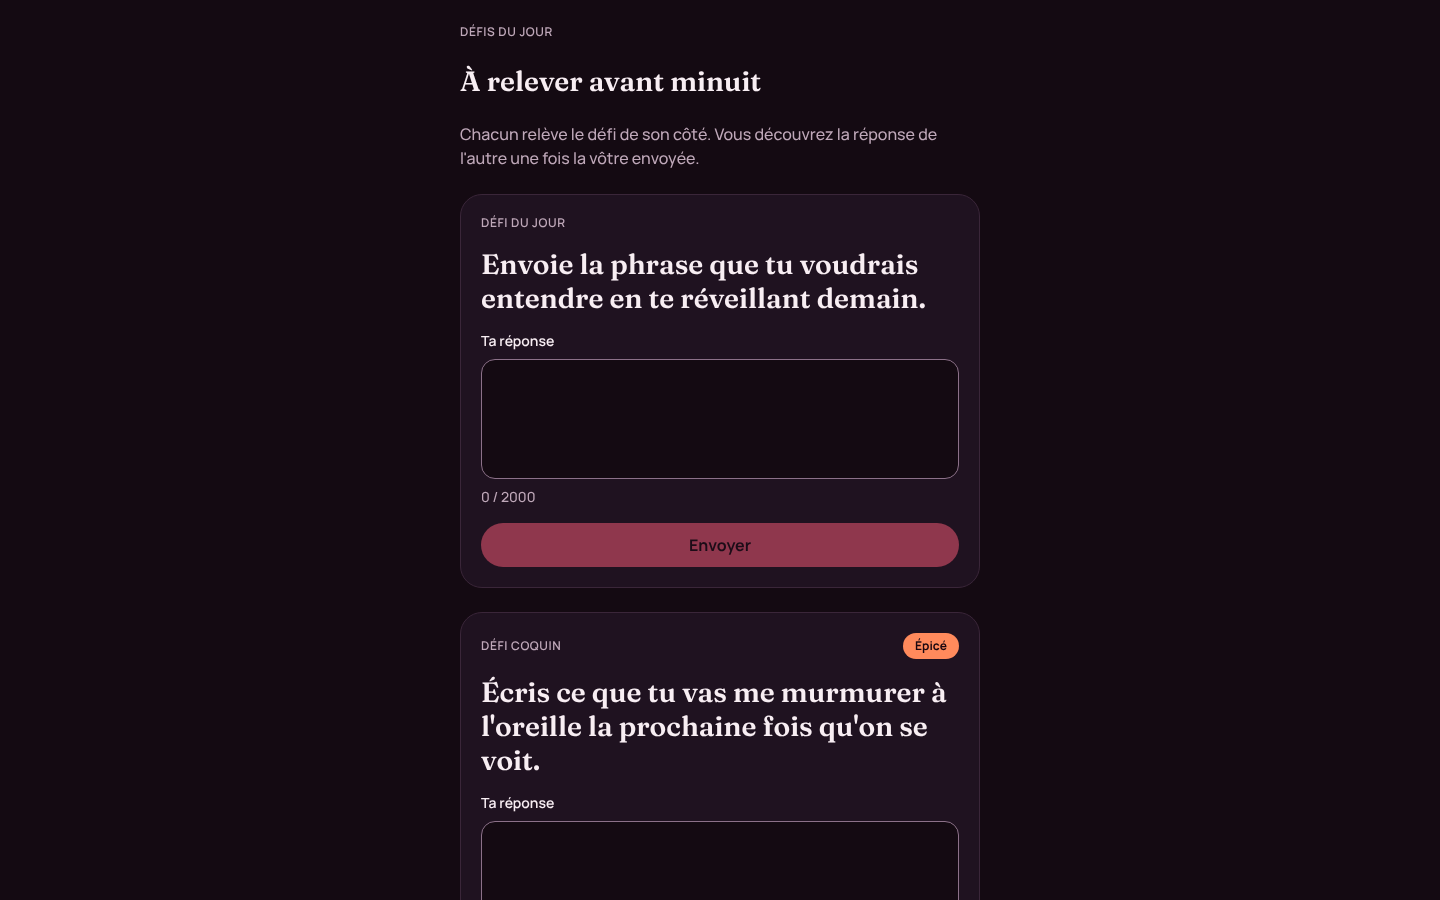 DÉFIS DU JOUR
À relever avant minuit
Chacun relève le défi de son côté. Vous découvrez la réponse de
l'autre une fois la vôtre envoyée.
DÉFI DU JOUR
Envoie la phrase que tu voudrais
entendre en te réveillant demain.
Ta réponse
0 / 2000
Envoyer
DÉFI COQUIN
Épicé
Écris ce que tu vas me murmurer à
l'oreille la prochaine fois qu'on se
voit.
Ta réponse